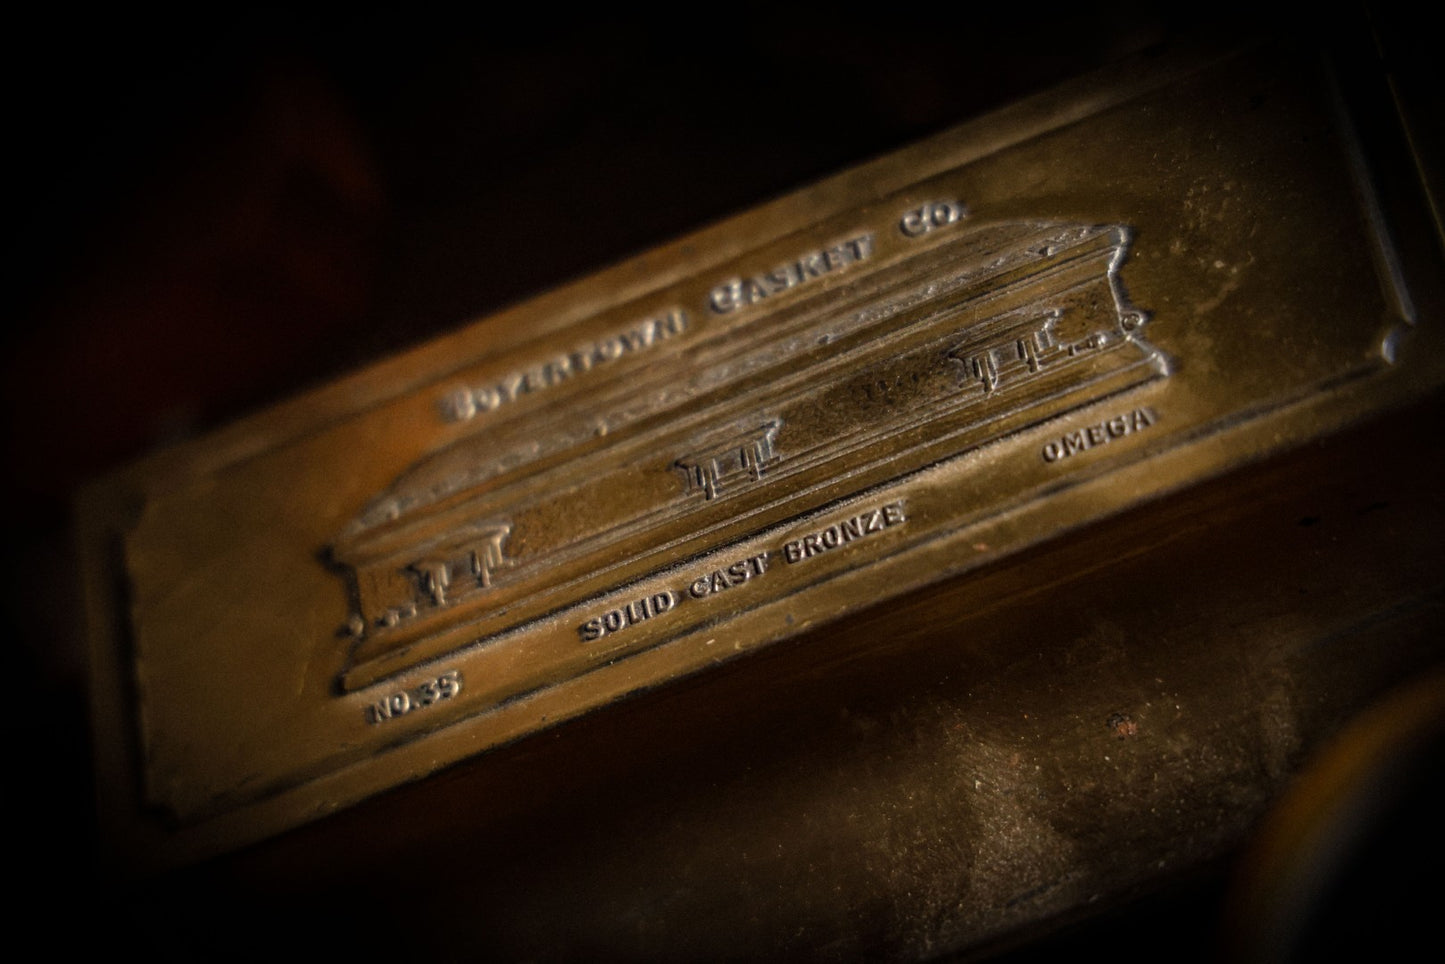 BOYERTOWN CASKET CO.
SOLID CAST BRONZE
NO.35
OMEGA